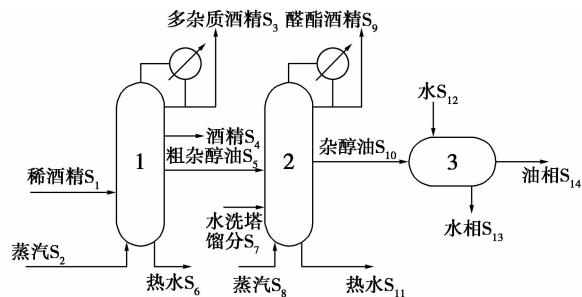 多杂质酒精S₃
醛酯酒精S₉
水S₁₂
1
酒精S₄
粗杂醇油S₅
2
杂醇油S₁₀
3
油相S₁₄
稀酒精S₁
水洗塔
馏分S₇
水相S₁₃
蒸汽S₂
热水S₆
蒸汽S₈
热水S₁₁